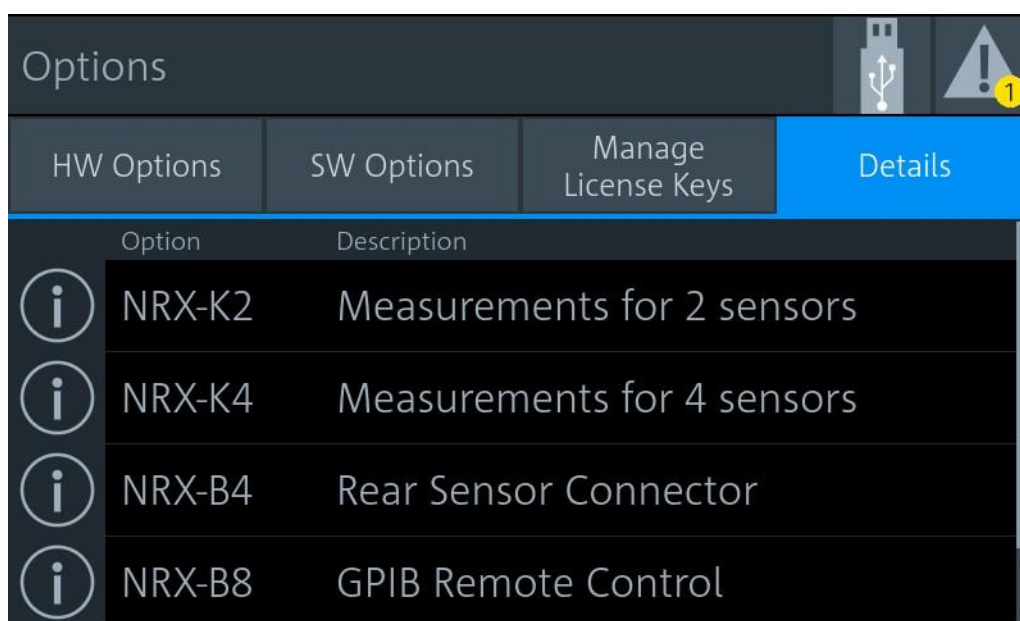 Options
1
HW Options SW Options Manage License Keys Details
Option Description
NRX-K2 Measurements for 2 sensors
NRX-K4 Measurements for 4 sensors
NRX-B4 Rear Sensor Connector
NRX-B8 GPIB Remote Control